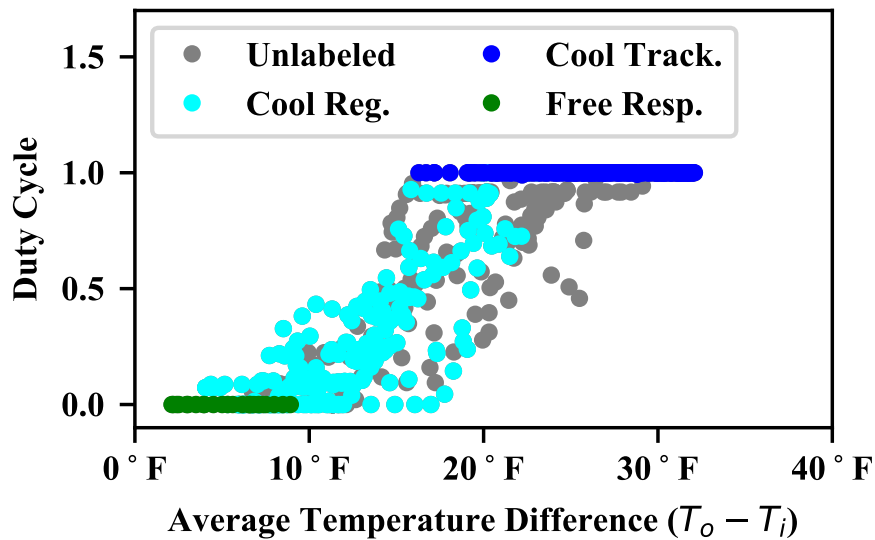 Unlabeled
Cool Track.
Cool Reg.
Free Resp.
1.5
1.0
0.5
0.0
Duty Cycle
0°F
10°F
20°F
30°F
40°F
Average Temperature Difference (T_o − T_i)